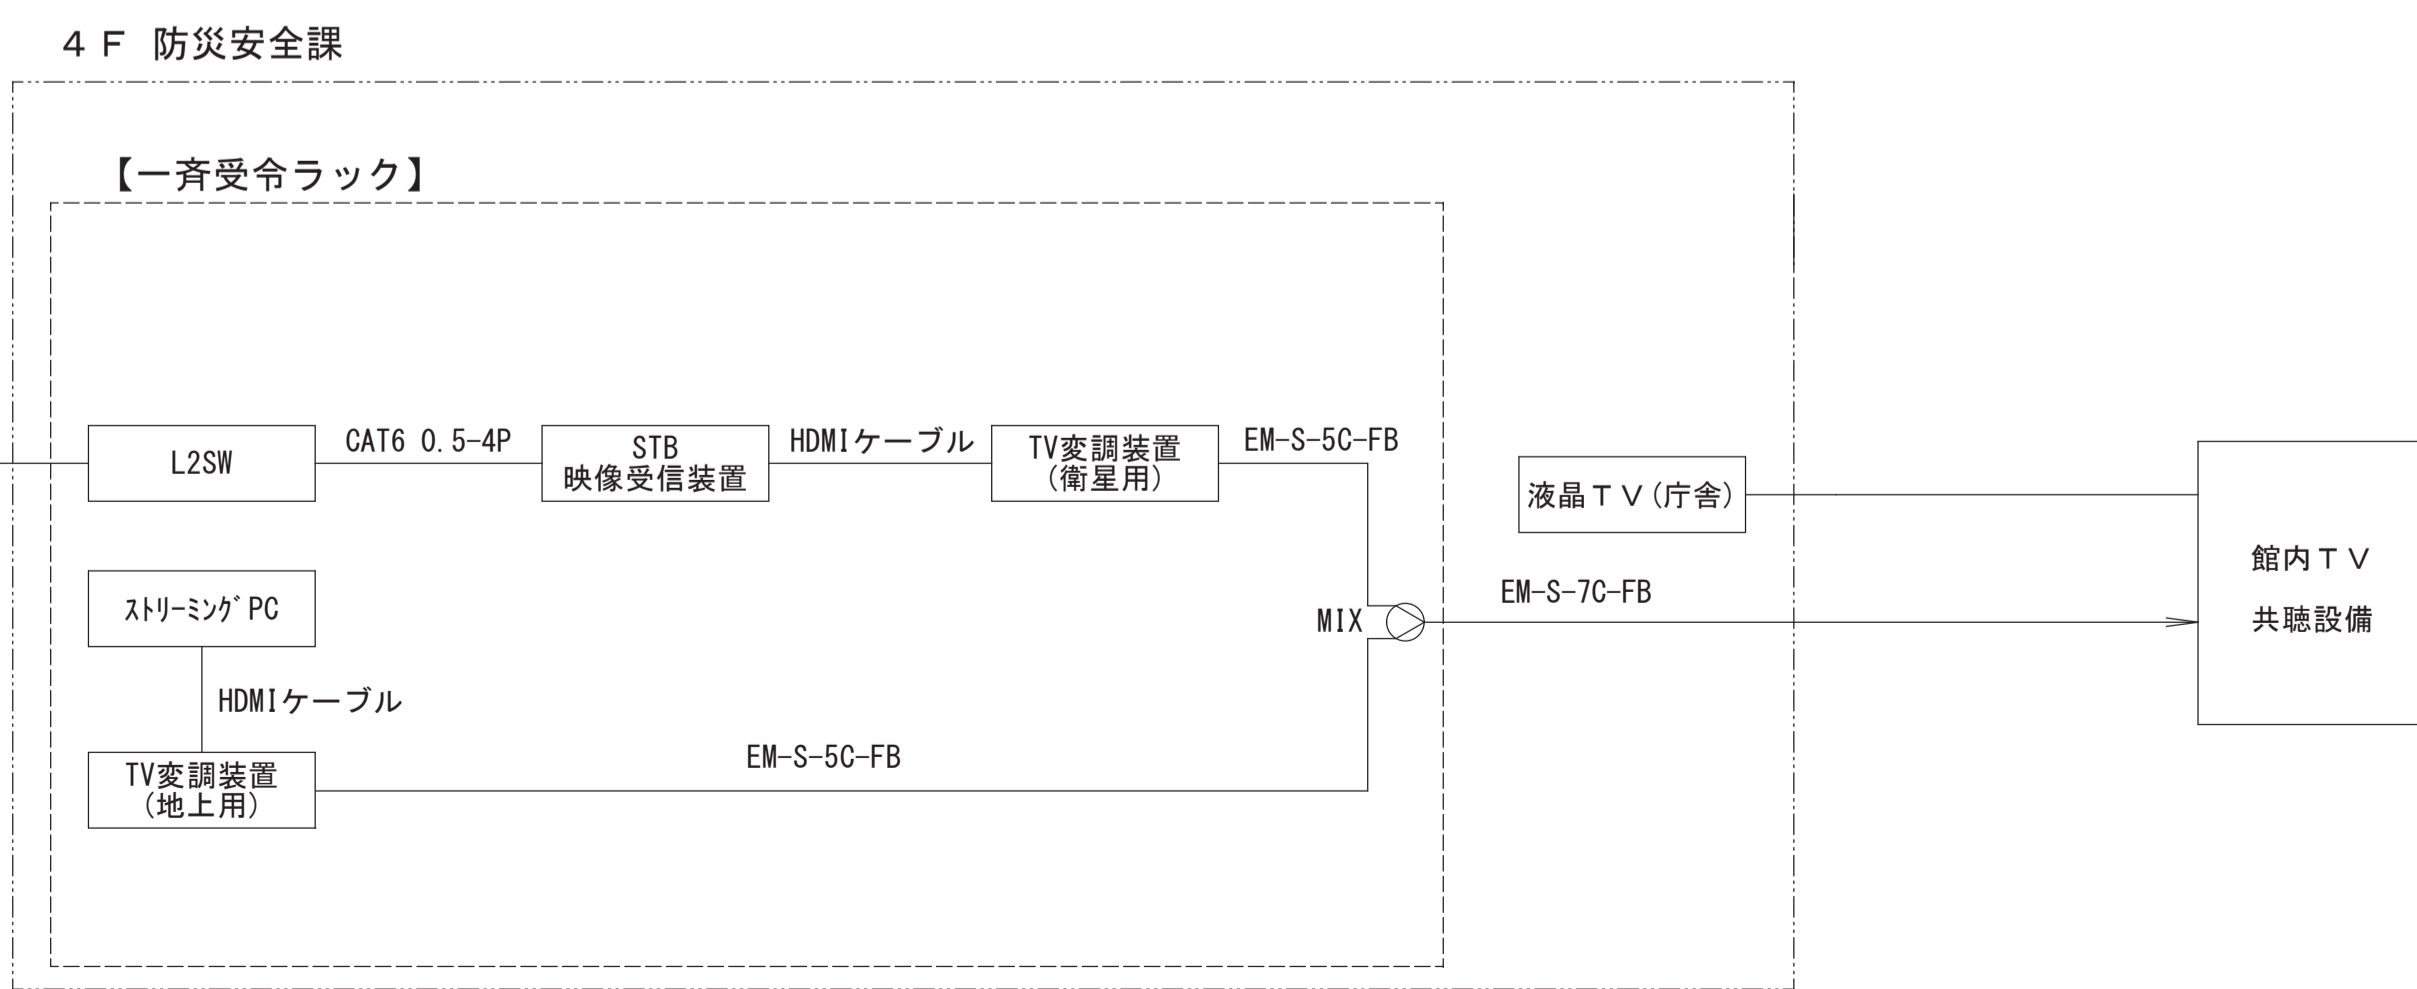 ４Ｆ 防災安全課
【一斉受令ラック】
L2SW
CAT6 0.5-4P
STB
映像受信装置
HDMIケーブル
TV変調装置
(衛星用)
EM-S-5C-FB
液晶ＴＶ(庁舎)
館内ＴＶ
共聴設備
ｽﾄﾘｰﾐﾝｸﾞPC
MIX
EM-S-7C-FB
HDMIケーブル
TV変調装置
(地上用)
EM-S-5C-FB